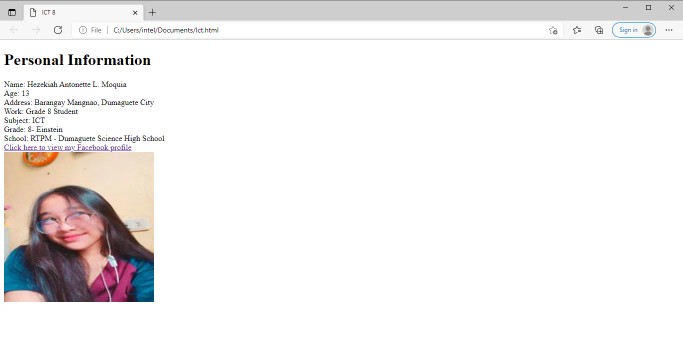 ICT 8
File | C:/Users/intel/Documents/Ict.html
Sign in
Personal Information
Name: Hezekiah Antonette L. Moquia
Age: 13
Address: Barangay Mangnao, Dumaguete City
Work: Grade 8 Student
Subject: ICT
Grade: 8- Einstein
School: RTPM - Dumaguete Science High School
Click here to view my Facebook profile